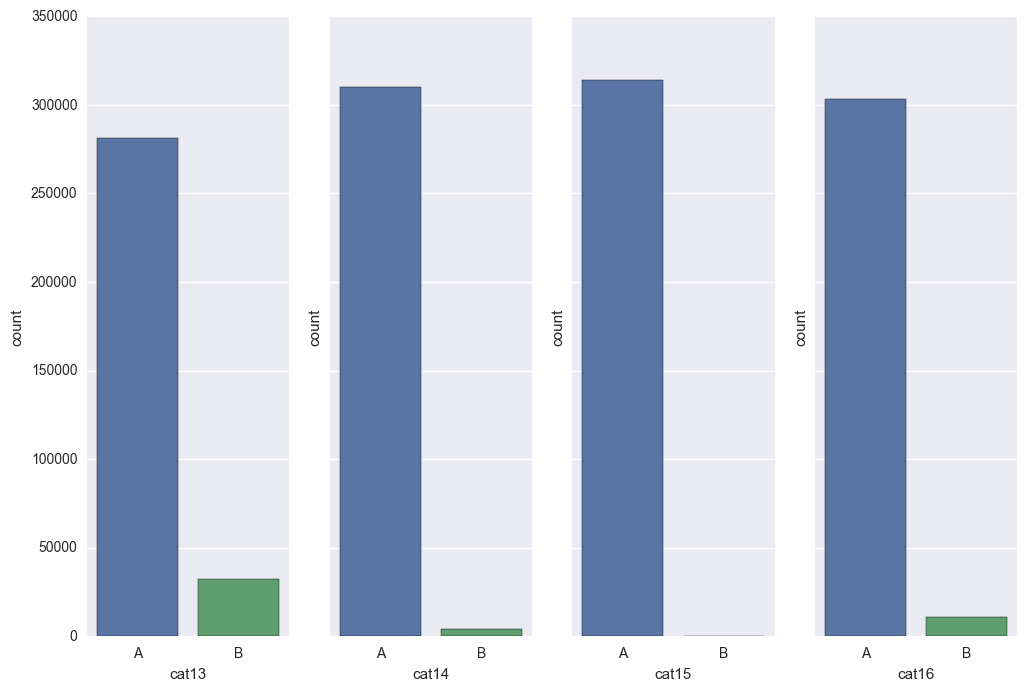 350000
300000
250000
200000
150000
100000
50000
0
count
count
count
count
A B
A B
A B
A B
cat13
cat14
cat15
cat16